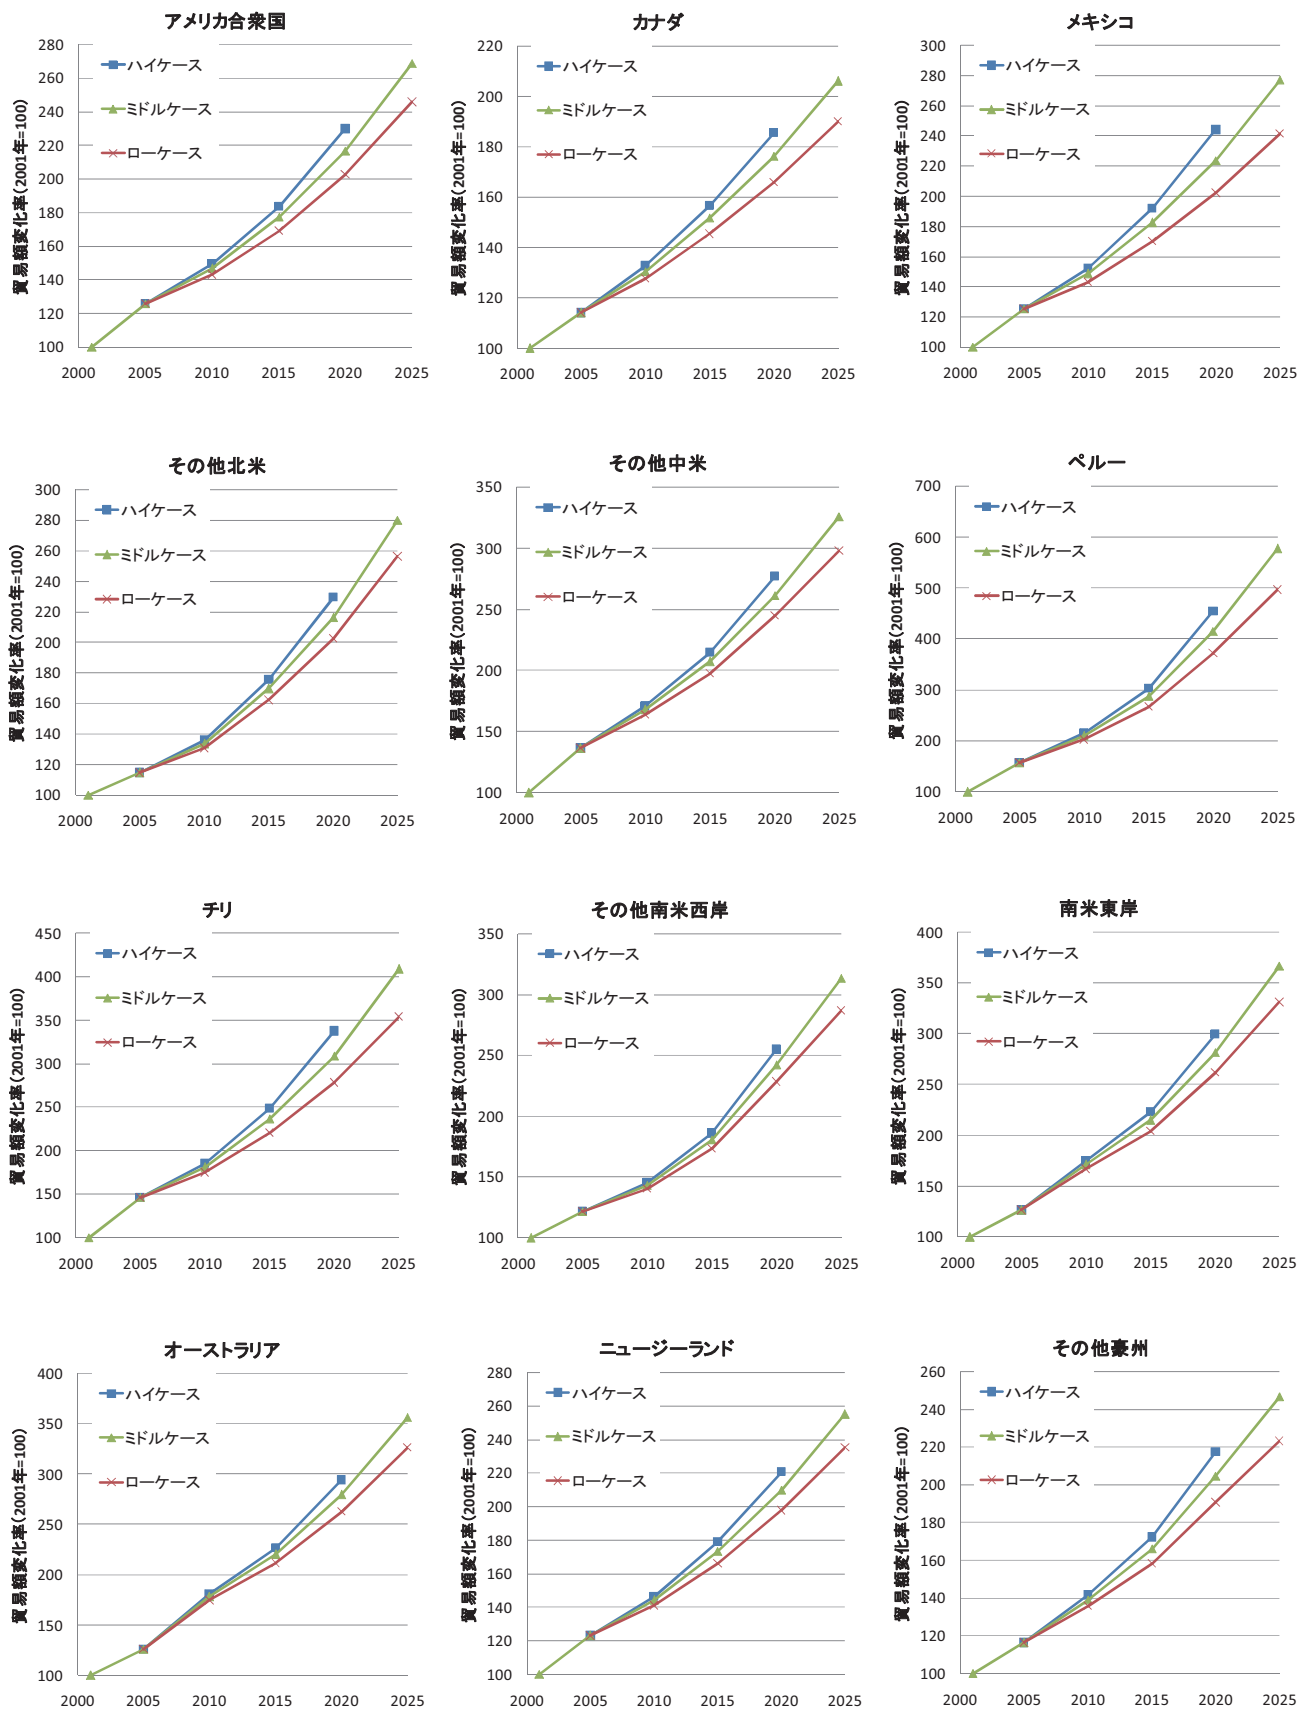 アメリカ合衆国
貿易額変化率(2001年=100)
280
260
240
220
200
180
160
140
120
100
2000 2005 2010 2015 2020 2025
ハイケース
ミドルケース
ローケース
カナダ
貿易額変化率(2001年=100)
220
200
180
160
140
120
100
2000 2005 2010 2015 2020 2025
ハイケース
ミドルケース
ローケース
メキシコ
貿易額変化率(2001年=100)
300
280
260
240
220
200
180
160
140
120
100
2000 2005 2010 2015 2020 2025
ハイケース
ミドルケース
ローケース
その他北米
貿易額変化率(2001年=100)
300
280
260
240
220
200
180
160
140
120
100
2000 2005 2010 2015 2020 2025
ハイケース
ミドルケース
ローケース
その他中米
貿易額変化率(2001年=100)
350
300
250
200
150
100
2000 2005 2010 2015 2020 2025
ハイケース
ミドルケース
ローケース
ペルー
貿易額変化率(2001年=100)
700
600
500
400
300
200
100
2000 2005 2010 2015 2020 2025
ハイケース
ミドルケース
ローケース
チリ
貿易額変化率(2001年=100)
450
400
350
300
250
200
150
100
2000 2005 2010 2015 2020 2025
ハイケース
ミドルケース
ローケース
その他南米西岸
貿易額変化率(2001年=100)
350
300
250
200
150
100
2000 2005 2010 2015 2020 2025
ハイケース
ミドルケース
ローケース
南米東岸
貿易額変化率(2001年=100)
400
350
300
250
200
150
100
2000 2005 2010 2015 2020 2025
ハイケース
ミドルケース
ローケース
オーストラリア
貿易額変化率(2001年=100)
400
350
300
250
200
150
100
2000 2005 2010 2015 2020 2025
ハイケース
ミドルケース
ローケース
ニュージーランド
貿易額変化率(2001年=100)
280
260
240
220
200
180
160
140
120
100
2000 2005 2010 2015 2020 2025
ハイケース
ミドルケース
ローケース
その他豪州
貿易額変化率(2001年=100)
260
240
220
200
180
160
140
120
100
2000 2005 2010 2015 2020 2025
ハイケース
ミドルケース
ローケース